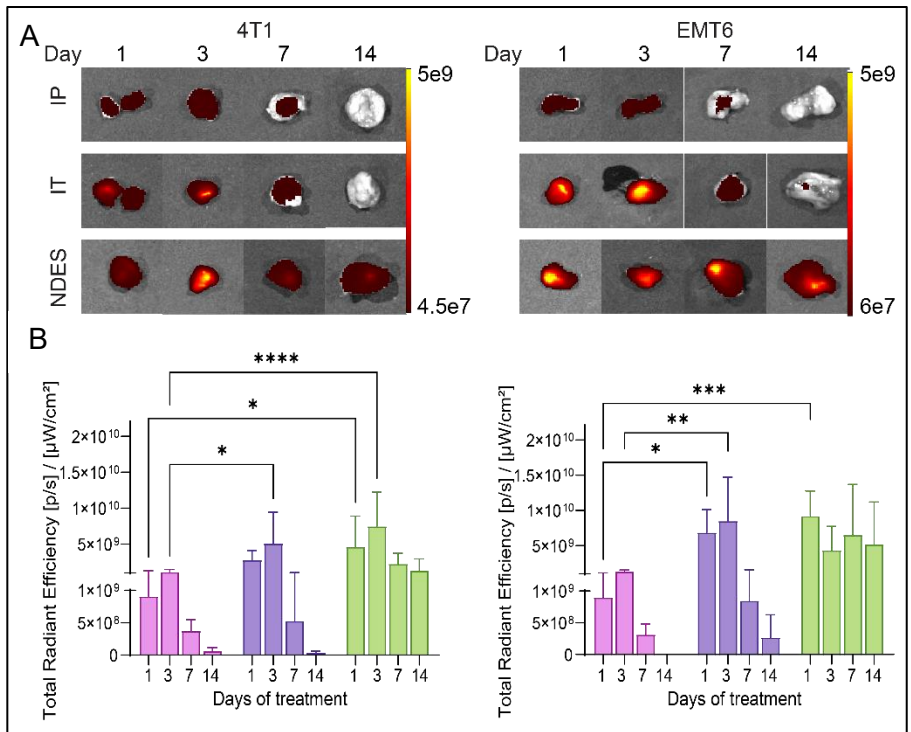 A
4T1
EMT6
Day 1 3 7 14
1 3 7 14
IP
IT
NDES
5e9
4.5e7
5e9
6e7
B
****
*
*
***
**
*
Total Radiant Efficiency [p/s] / [µW/cm²]
2×10¹⁰
1.5×10¹⁰
1×10¹⁰
5×10⁹
1×10⁹
5×10⁸
0
1 3 7 14 1 3 7 14 1 3 7 14
Days of treatment
Total Radiant Efficiency [p/s] / [µW/cm²]
2×10¹⁰
1.5×10¹⁰
1×10¹⁰
5×10⁹
1×10⁹
5×10⁸
0
1 3 7 14 1 3 7 14 1 3 7 14
Days of treatment